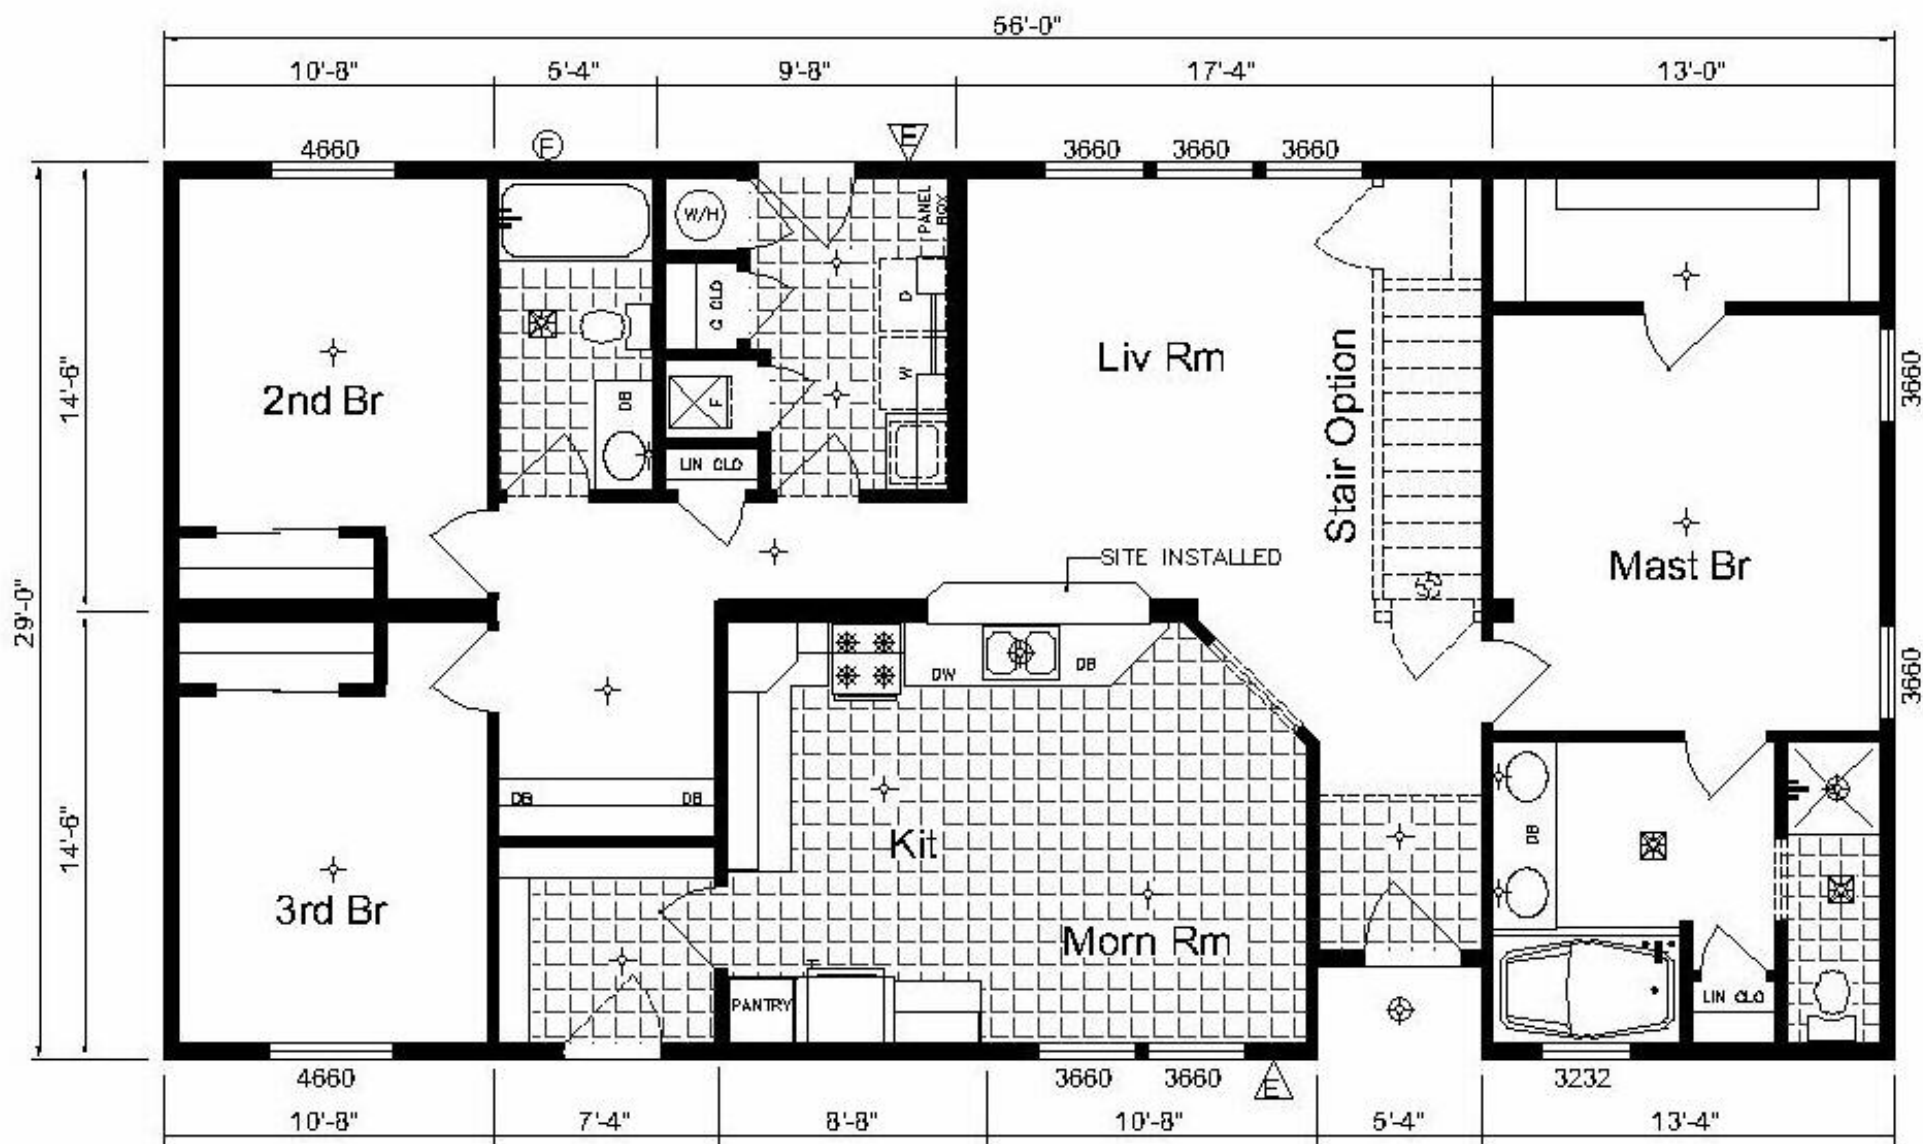 56'-0"
10'-8" 5'-4" 9'-8" 17'-4" 13'-0"
4660 F E 3660 3660 3660
W/H
PANEL BOX
C CLO
D
Liv Rm
Stair Option
3660
14'-6"
2nd Br
DB
F
W
LIN CLO
SITE INSTALLED
Mast Br
29'-0"
DW
DB
3660
DB DB
DB
14'-6"
Kit
3rd Br
Morn Rm
PANTRY
LIN CLO
4660 3660 3660 E 3232
10'-8" 7'-4" 8'-8" 10'-8" 5'-4" 13'-4"